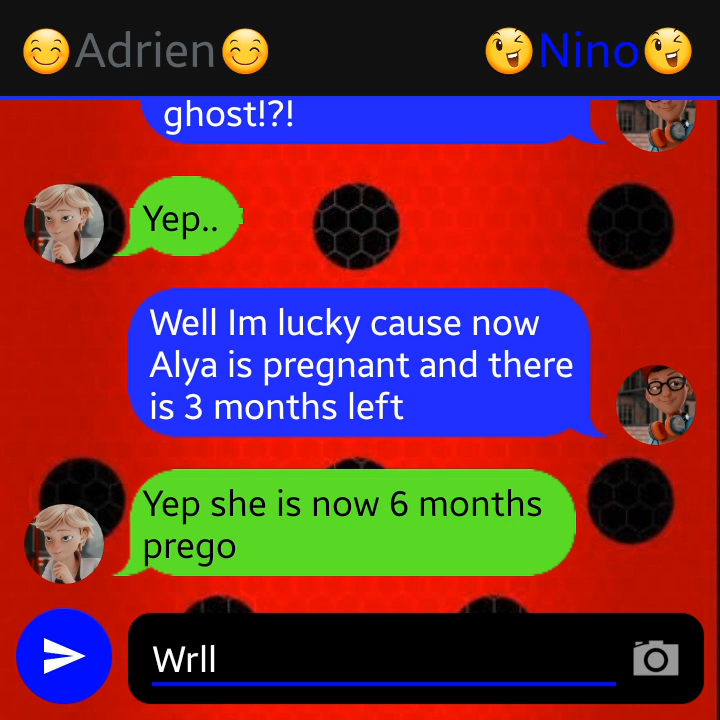 😊Adrien😊 😉Nino😉
ghost!?!
Yep..
Well Im lucky cause now
Alya is pregnant and there
is 3 months left
Yep she is now 6 months
prego
Wrll